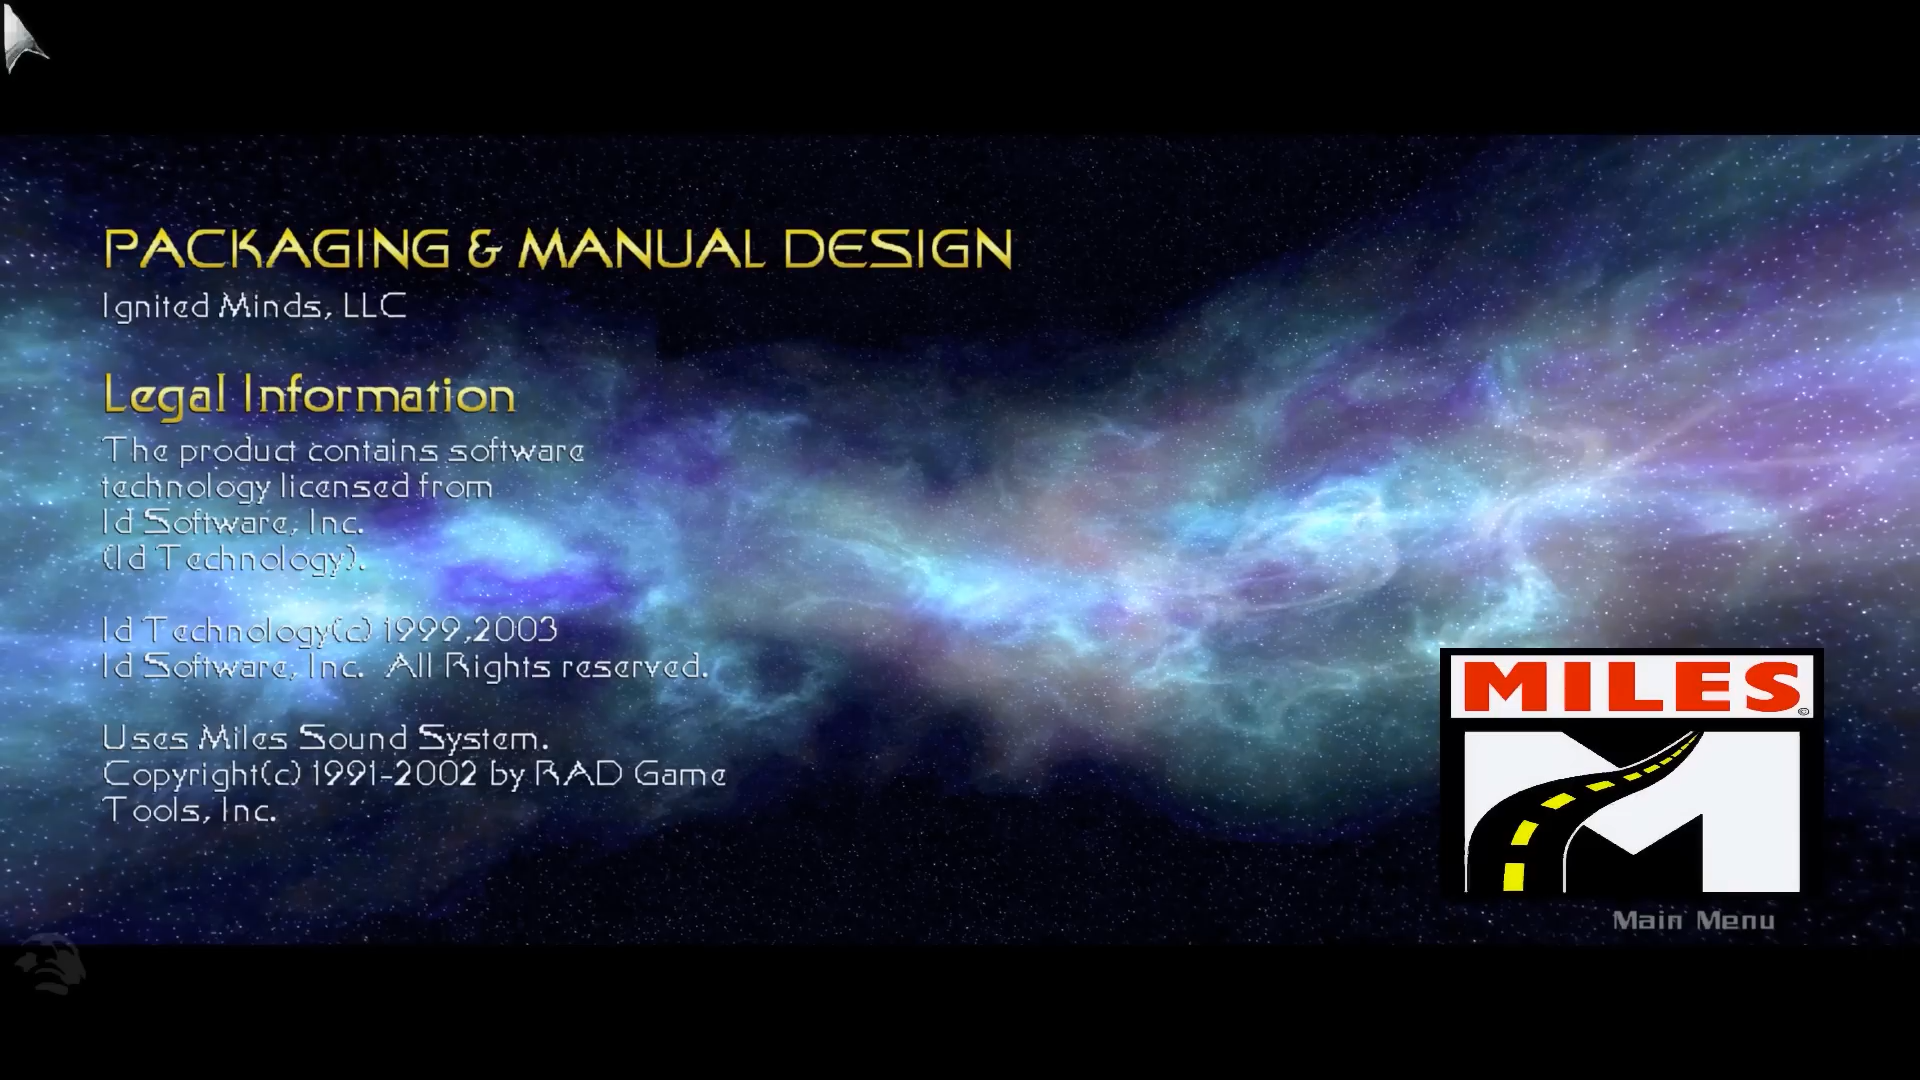 PACKAGING & MANUAL DESIGN
Ignited Minds, LLC
Legal Information
The product contains software
technology licensed from
Id Software, Inc.
(Id Technology).
Id Technology(c) 1999,2003
Id Software, Inc. All Rights reserved.
Uses Miles Sound System.
Copyright(c) 1991-2002 by RAD Game
Tools, Inc.
MILES©
Main Menu